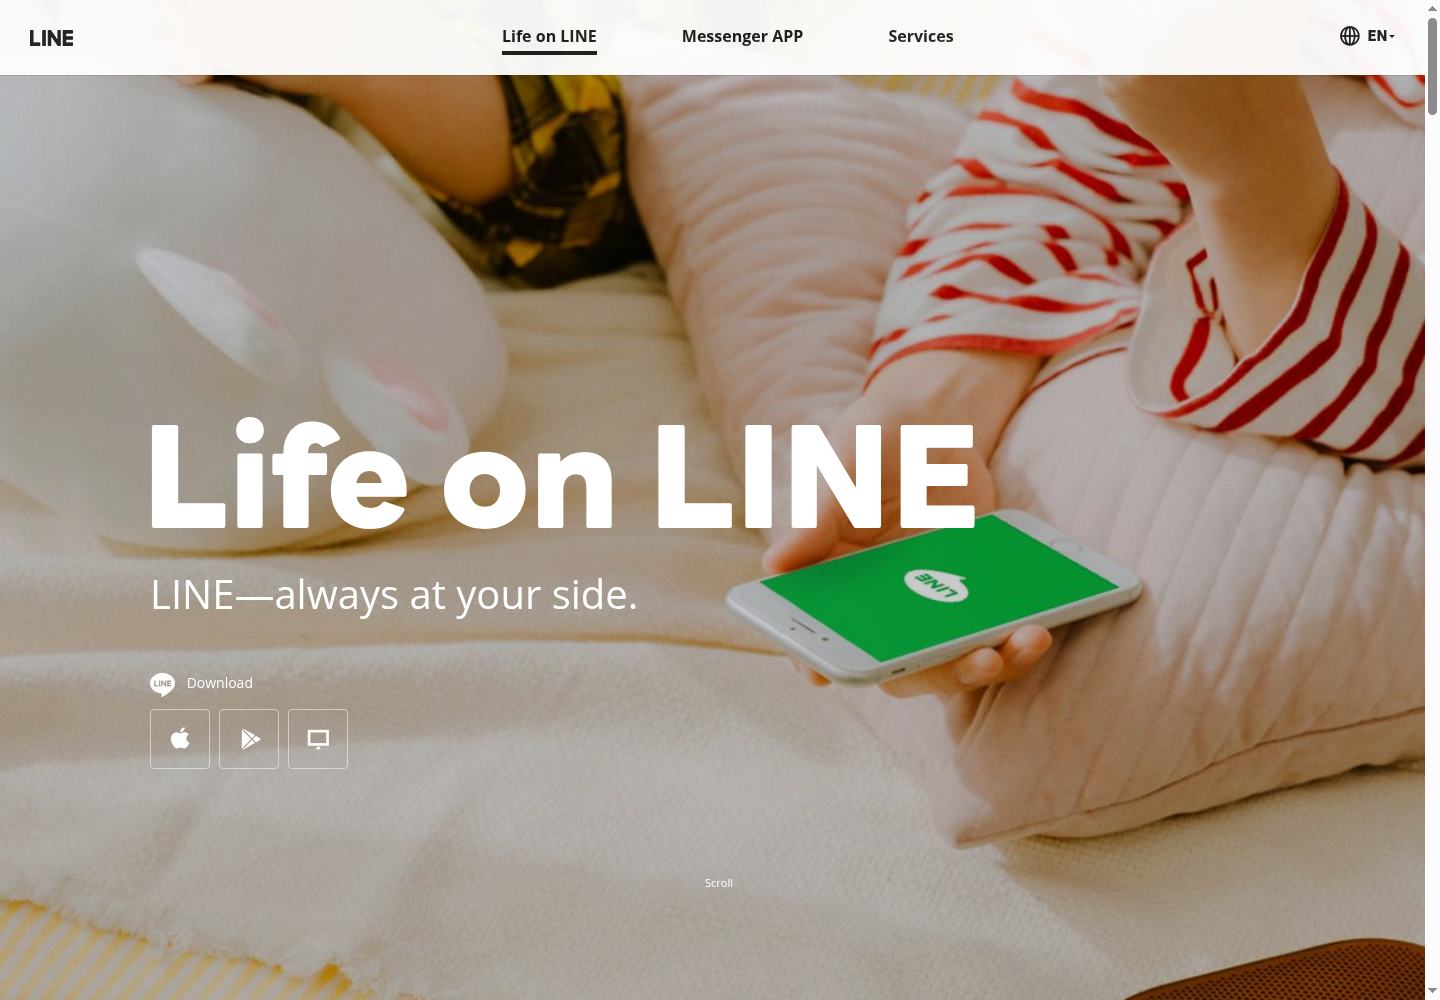 LINE
Life on LINE
Messenger APP
Services
EN
Life on LINE
LINE
LINE—always at your side.
LINE
Download
Scroll